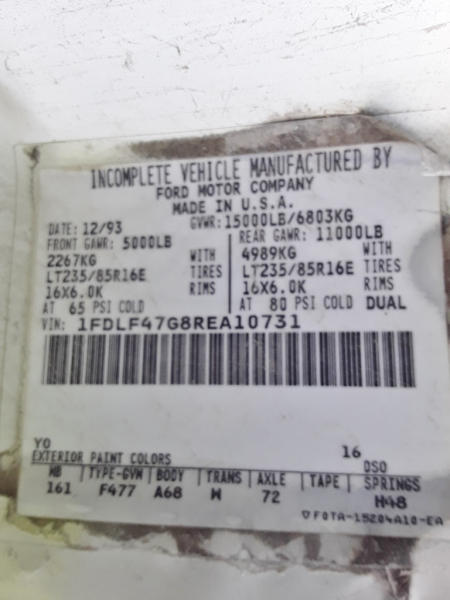 INCOMPLETE VEHICLE MANUFACTURED BY
FORD MOTOR COMPANY
MADE IN U.S.A.
DATE: 12/93 GVWR: 15000LB/6803KG
FRONT GAWR: 5000LB REAR GAWR: 11000LB
2267KG WITH 4989KG WITH
LT235/85R16E TIRES LT235/85R16E TIRES
16X6.0K RIMS 16X6.0K RIMS
AT 65 PSI COLD AT 80 PSI COLD DUAL
VIN: 1FDLF47G8REA10731
YO 16
EXTERIOR PAINT COLORS DSO
WB TYPE-GVW BODY TRANS AXLE TAPE SPRINGS
161 F477 A68 W 72 H48
▽F0TA-15204A10-EA